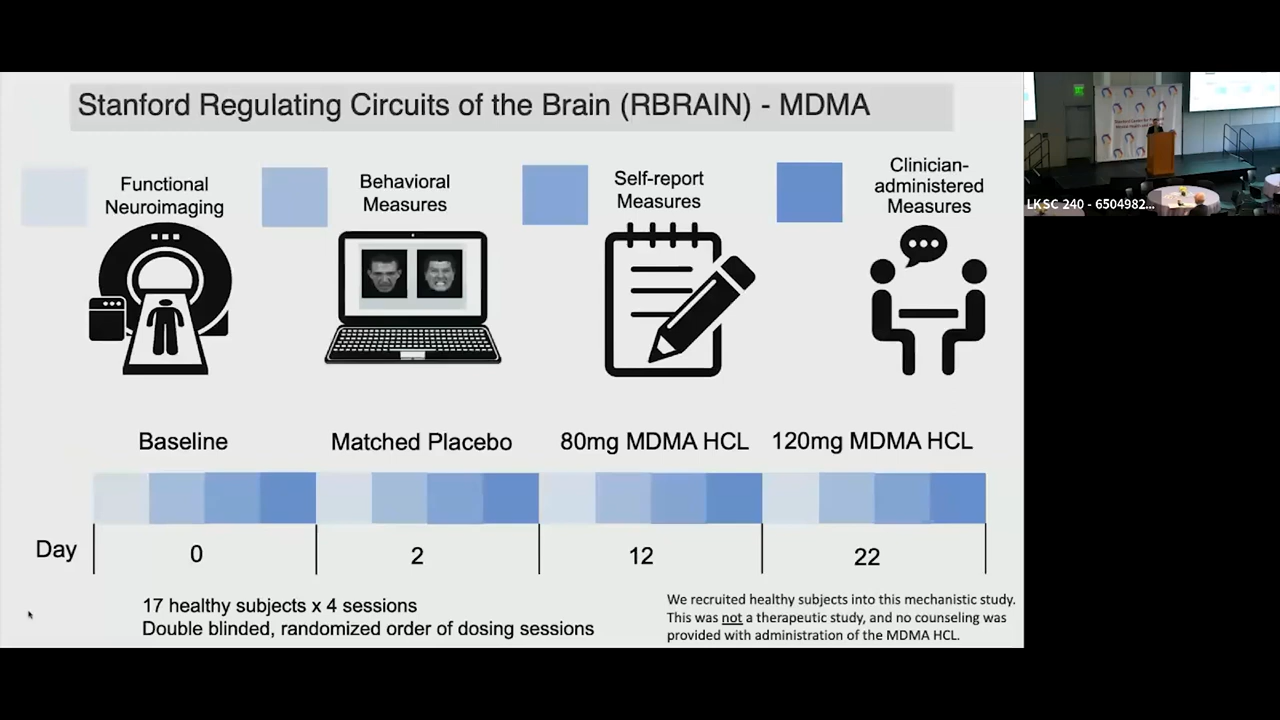 Stanford Regulating Circuits of the Brain (RBRAIN) - MDMA
Functional
Neuroimaging
Behavioral
Measures
Self-report
Measures
Clinician-
administered
Measures
Baseline
Matched Placebo
80mg MDMA HCL
120mg MDMA HCL
Day
0
2
12
22
17 healthy subjects x 4 sessions
Double blinded, randomized order of dosing sessions
We recruited healthy subjects into this mechanistic study.
This was not a therapeutic study, and no counseling was
provided with administration of the MDMA HCL.
LKSC 240 - 6504982...